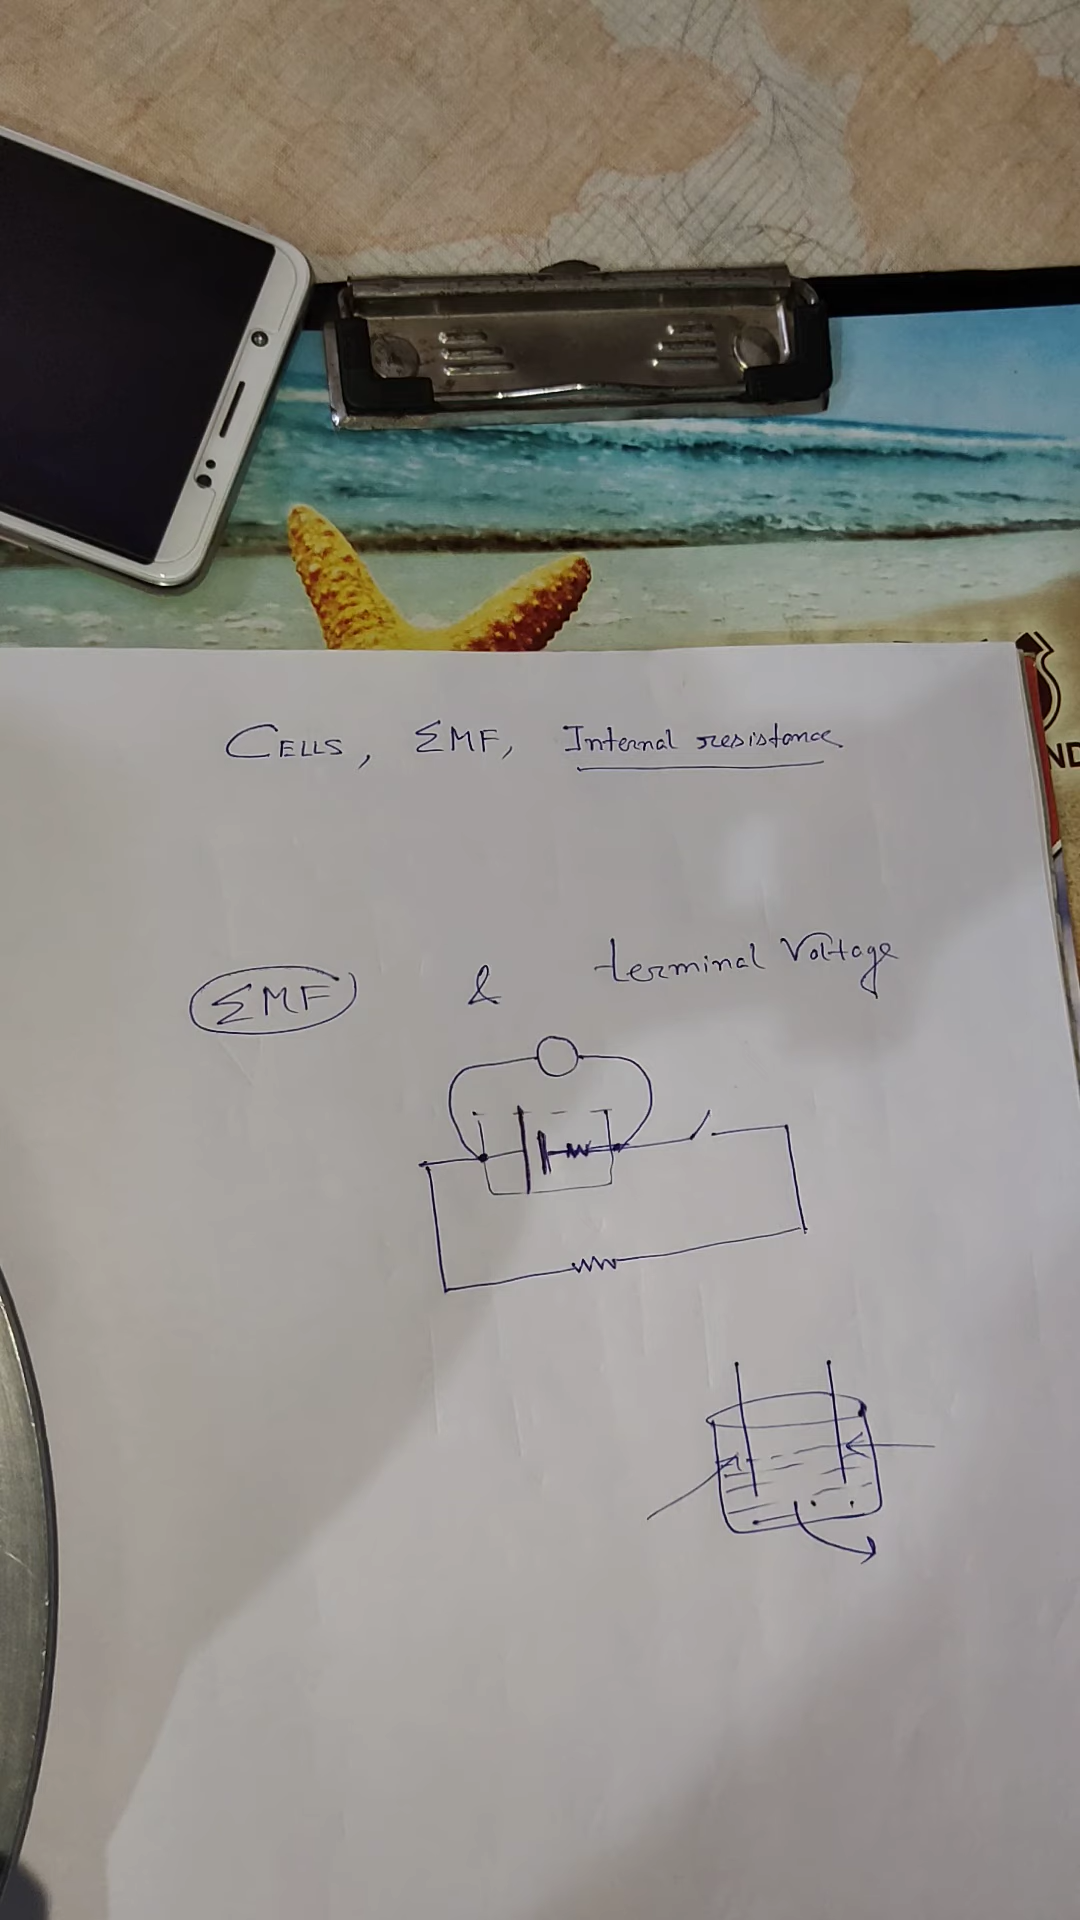 CELLS, EMF, Internal resistance
EMF & terminal Voltage